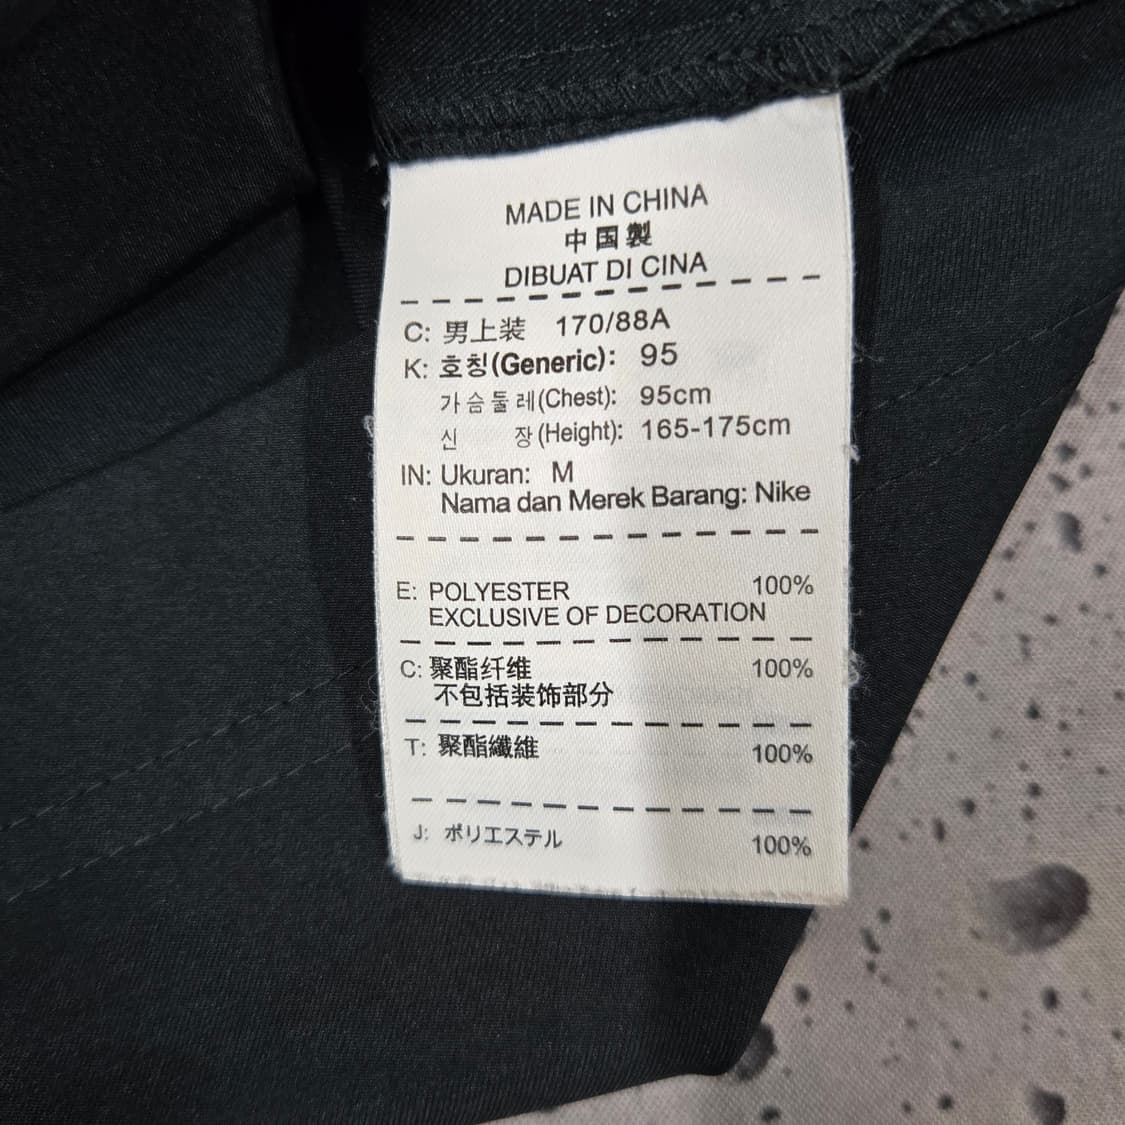 MADE IN CHINA
中国製
DIBUAT DI CINA
C: 男上装 170/88A
K: 호칭(Generic): 95
가슴둘레(Chest): 95cm
신 장(Height): 165-175cm
IN: Ukuran: M
Nama dan Merek Barang: Nike
E: POLYESTER 100%
EXCLUSIVE OF DECORATION
C: 聚酯纤维 100%
不包括装饰部分
T: 聚酯纖維 100%
J: ポリエステル 100%